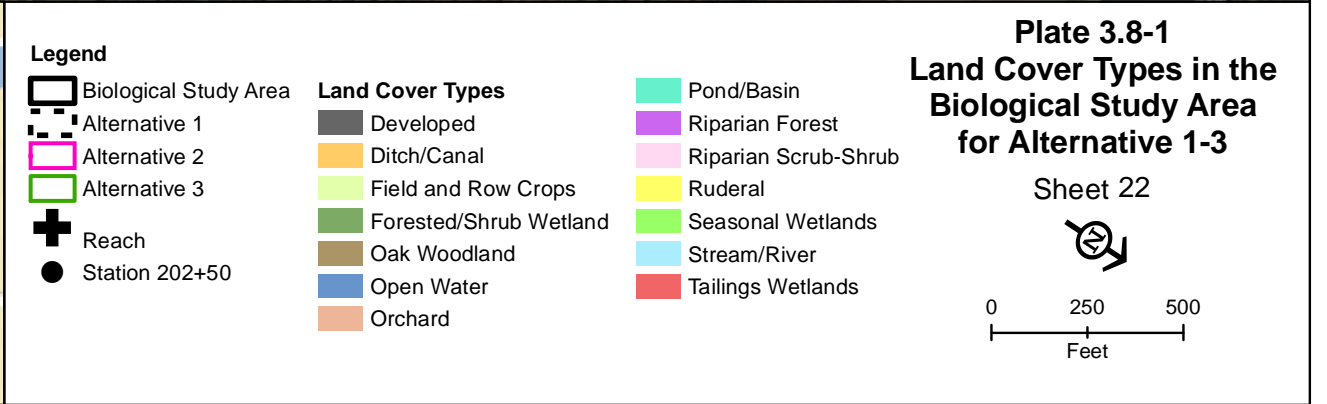 Legend
Biological Study Area
Alternative 1
Alternative 2
Alternative 3
Reach
Station 202+50
Land Cover Types
Developed
Ditch/Canal
Field and Row Crops
Forested/Shrub Wetland
Oak Woodland
Open Water
Orchard
Pond/Basin
Riparian Forest
Riparian Scrub-Shrub
Ruderal
Seasonal Wetlands
Stream/River
Tailings Wetlands
Plate 3.8-1
Land Cover Types in the
Biological Study Area
for Alternative 1-3
Sheet 22
N
0 250 500
Feet